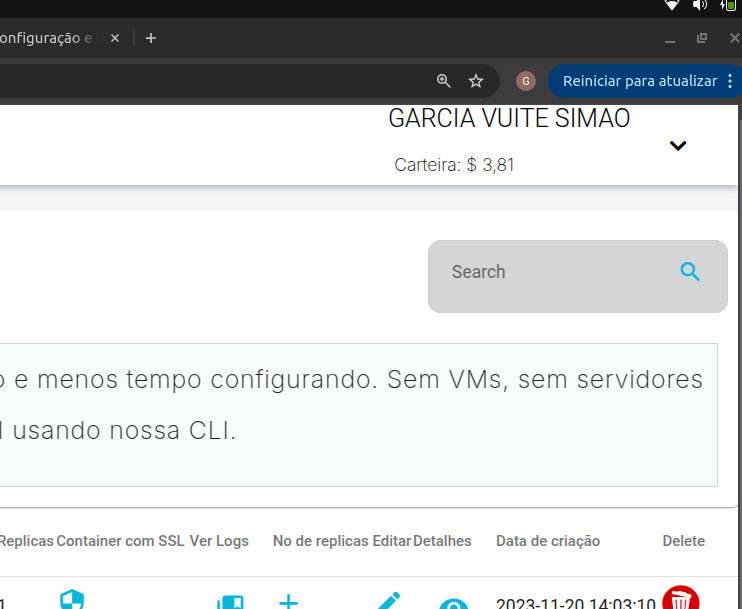 onfiguração e
G
Reiniciar para atualizar
GARCIA VUITE SIMAO
Carteira: $ 3,81
Search
o e menos tempo configurando. Sem VMs, sem servidores
usando nossa CLI.
Replicas Container com SSL Ver Logs No de replicas Editar Detalhes Data de criação Delete
1 2023-11-20 14:03:10